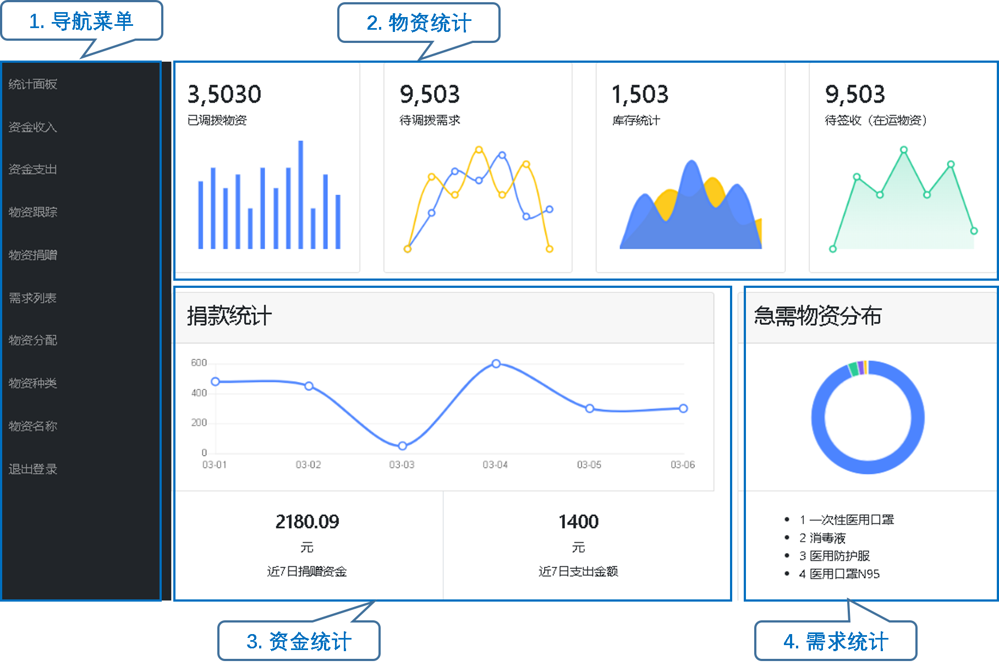 1. 导航菜单
2. 物资统计
统计面板
资金收入
资金支出
物资跟踪
物资捐赠
需求列表
物资分配
物资种类
物资名称
退出登录
3,5030
已调拨物资
9,503
待调拨需求
1,503
库存统计
9,503
待签收（在运物资）
捐款统计
600
400
200
0
03-01 03-02 03-03 03-04 03-05 03-06
2180.09
元
近7日捐赠资金
1400
元
近7日支出金额
急需物资分布
1 一次性医用口罩
2 消毒液
3 医用防护服
4 医用口罩N95
3. 资金统计
4. 需求统计